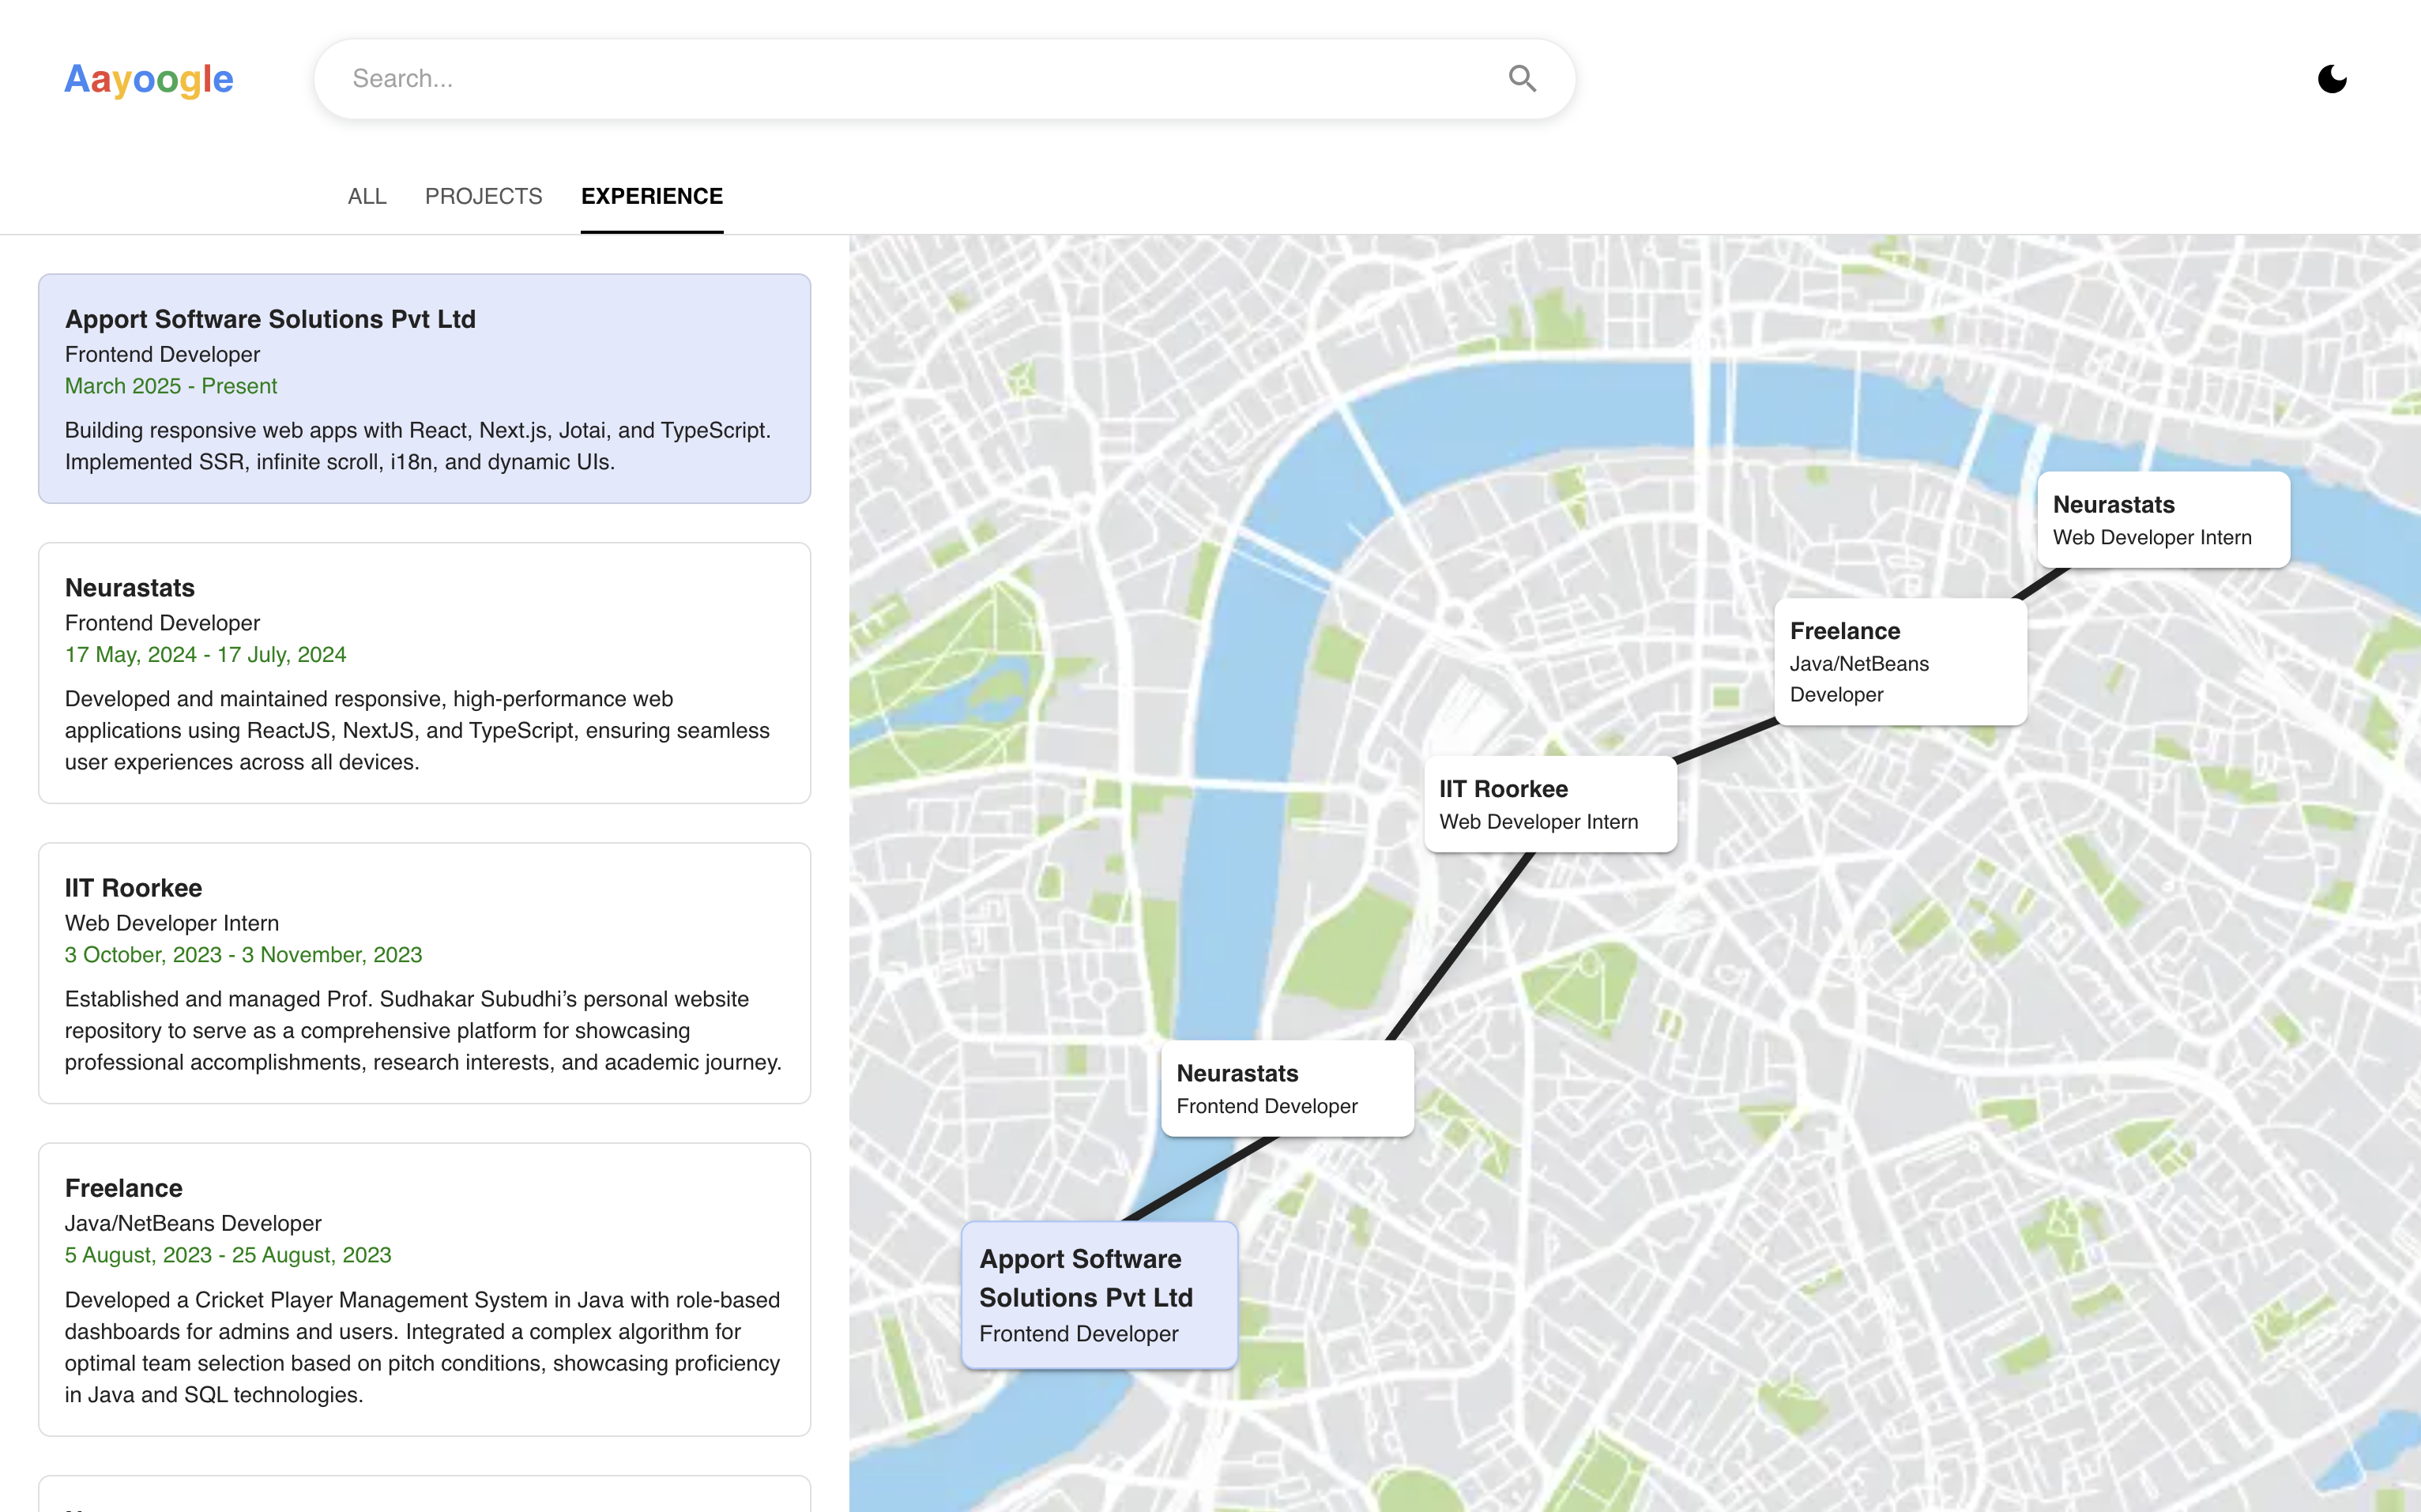 Aayoogle
Search...
ALL
PROJECTS
EXPERIENCE
Apport Software Solutions Pvt Ltd
Frontend Developer
March 2025 - Present
Building responsive web apps with React, Next.js, Jotai, and TypeScript.
Implemented SSR, infinite scroll, i18n, and dynamic UIs.
Neurastats
Frontend Developer
17 May, 2024 - 17 July, 2024
Developed and maintained responsive, high-performance web
applications using ReactJS, NextJS, and TypeScript, ensuring seamless
user experiences across all devices.
IIT Roorkee
Web Developer Intern
3 October, 2023 - 3 November, 2023
Established and managed Prof. Sudhakar Subudhi’s personal website
repository to serve as a comprehensive platform for showcasing
professional accomplishments, research interests, and academic journey.
Freelance
Java/NetBeans Developer
5 August, 2023 - 25 August, 2023
Developed a Cricket Player Management System in Java with role-based
dashboards for admins and users. Integrated a complex algorithm for
optimal team selection based on pitch conditions, showcasing proficiency
in Java and SQL technologies.
Neurastats
Web Developer Intern
Freelance
Java/NetBeans
Developer
IIT Roorkee
Web Developer Intern
Neurastats
Frontend Developer
Apport Software
Solutions Pvt Ltd
Frontend Developer